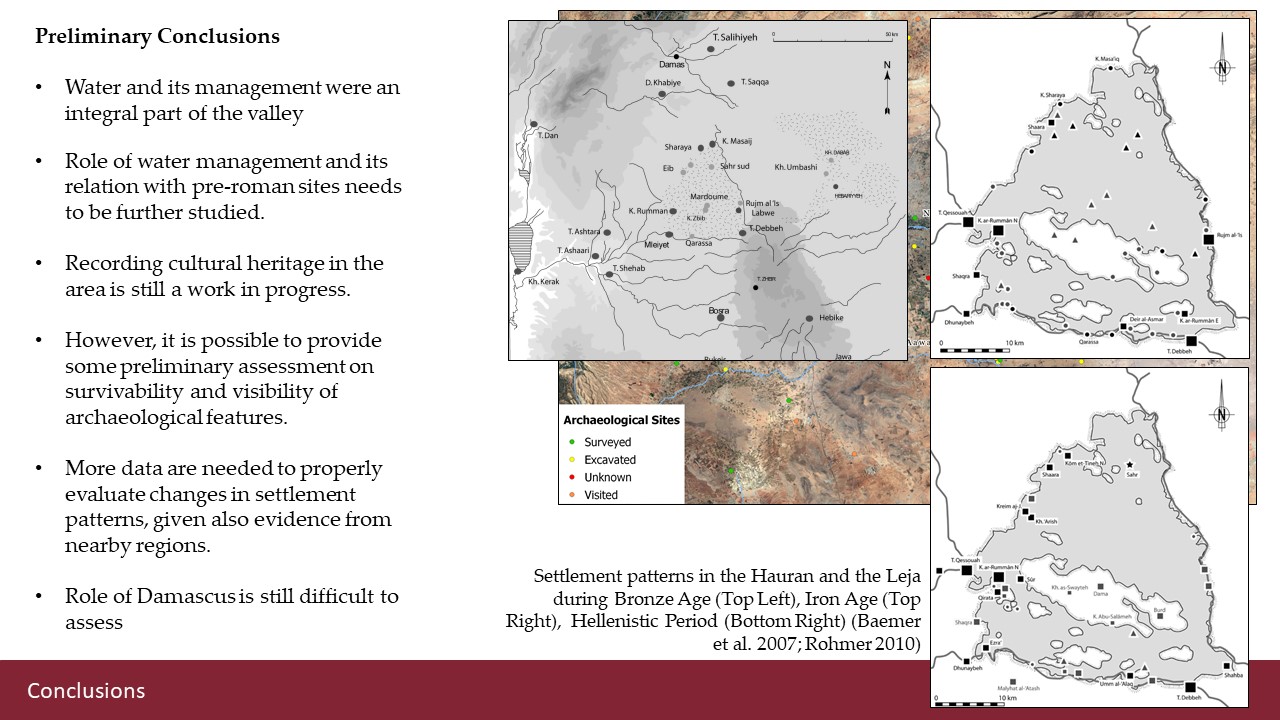 Preliminary Conclusions
• Water and its management were an
integral part of the valley
• Role of water management and its
relation with pre-roman sites needs
to be further studied.
• Recording cultural heritage in the
area is still a work in progress.
• However, it is possible to provide
some preliminary assessment on
survivability and visibility of
archaeological features.
• More data are needed to properly
evaluate changes in settlement
patterns, given also evidence from
nearby regions.
• Role of Damascus is still difficult to
assess
T. Salihiyeh
0 50 km
Damas
N
D. Khabiye
T. Saqqa
T. Dan
K. Masaij
Sharaya
Eib
Sahr sud
Kh. Umbashi
KH. DABAB
HEBARIYEH
Mardoume
K. Rumman
K. Zbib
Rujm al 'Is
Labwe
T. Ashtara
T. Debbeh
Mleiyet
Qarassa
T. Ashaari
T. Shehab
Kh. Kerak
T. ZHEIR
Bosra
Hebike
Jawa
K. Masa'iq
N
K. Sharaya
Shaara
T. Qessouah
K. ar-Rummân N
Rujm al-'Is
Shaqra
Dhunaybeh
Deir al-Asmar
K. ar-Rummân E
Qarassa
T. Debbeh
0 10 km
Archaeological Sites
Surveyed
Excavated
Unknown
Visited
N
Kôm et-Tineh N
Shaara
Sahr
Kreim aj-
Kh. 'Arish
T. Qessouah
K. ar-Rummân N
Sûr
Qirata
Kh. as-Swayteh
Dama
Burd
K. Abu-Salâmeh
Shaqra
Ezra'
Dhunaybeh
Malyhat al-'Atash
Umm al-'Alaq
Shahba
T. Debbeh
0 10 km
Settlement patterns in the Hauran and the Leja
during Bronze Age (Top Left), Iron Age (Top
Right), Hellenistic Period (Bottom Right) (Baemer
et al. 2007; Rohmer 2010)
Conclusions